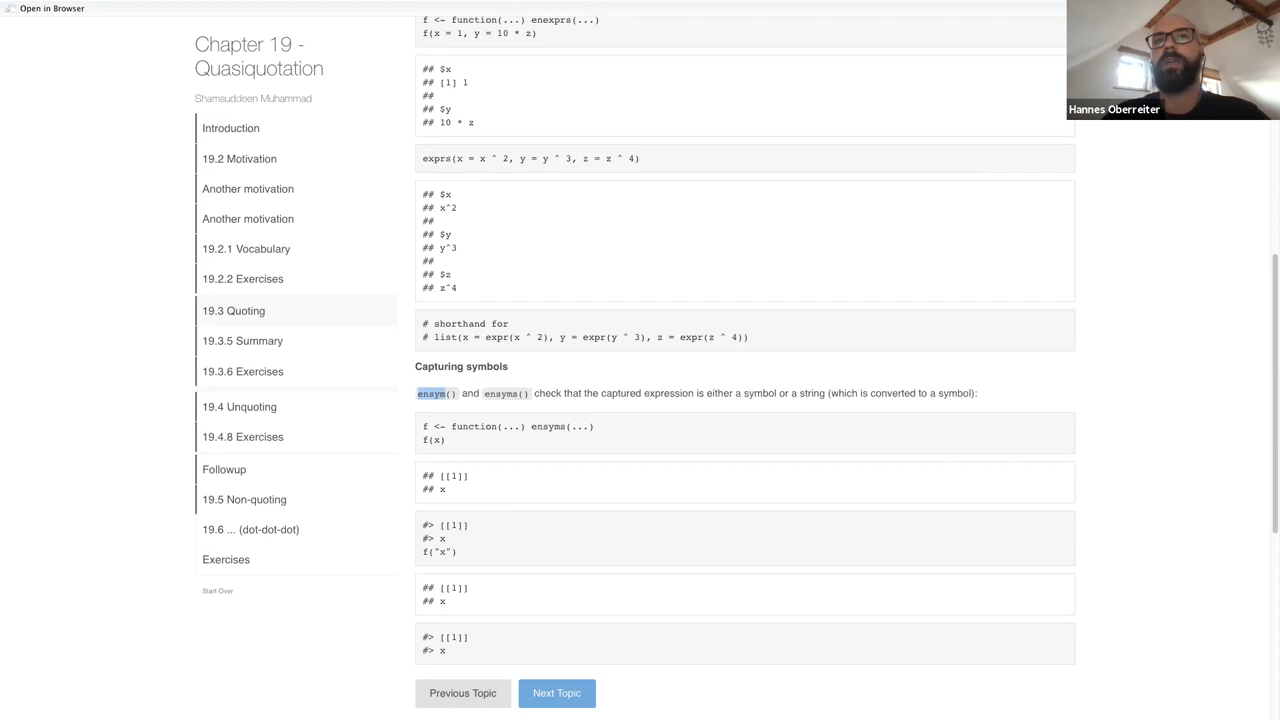 Open in Browser
Chapter 19 -
Quasiquotation
Shamsuddeen Muhammad
Introduction
19.2 Motivation
Another motivation
Another motivation
19.2.1 Vocabulary
19.2.2 Exercises
19.3 Quoting
19.3.5 Summary
19.3.6 Exercises
19.4 Unquoting
19.4.8 Exercises
Followup
19.5 Non-quoting
19.6 ... (dot-dot-dot)
Exercises
Start Over
f <- function(...) enexprs(...)
f(x = 1, y = 10 * z)
## $x
## [1] 1
##
## $y
## 10 * z
exprs(x = x ^ 2, y = y ^ 3, z = z ^ 4)
## $x
## x^2
##
## $y
## y^3
##
## $z
## z^4
# shorthand for
# list(x = expr(x ^ 2), y = expr(y ^ 3), z = expr(z ^ 4))
Capturing symbols
ensym() and ensyms() check that the captured expression is either a symbol or a string (which is converted to a symbol):
f <- function(...) ensyms(...)
f(x)
## [[1]]
## x
#> [[1]]
#> x
f("x")
## [[1]]
## x
#> [[1]]
#> x
Previous Topic
Next Topic
Hannes Oberreiter